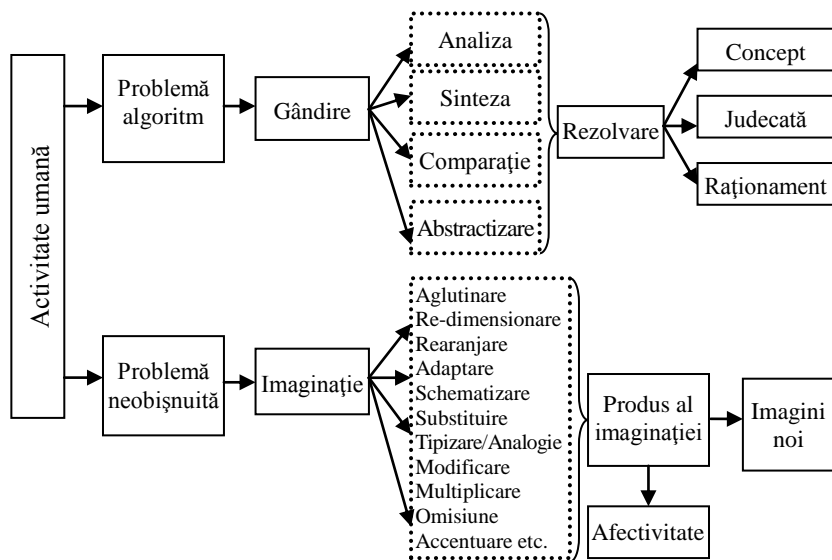 Activitate umană
Problemă
algoritm
Gândire
Analiza
Sinteza
Comparaţie
Abstractizare
Rezolvare
Concept
Judecată
Raţionament
Problemă
neobişnuită
Imaginaţie
Aglutinare
Re-dimensionare
Rearanjare
Adaptare
Schematizare
Substituire
Tipizare/Analogie
Modificare
Multiplicare
Omisiune
Accentuare etc.
Produs al
imaginaţiei
Imagini
noi
Afectivitate